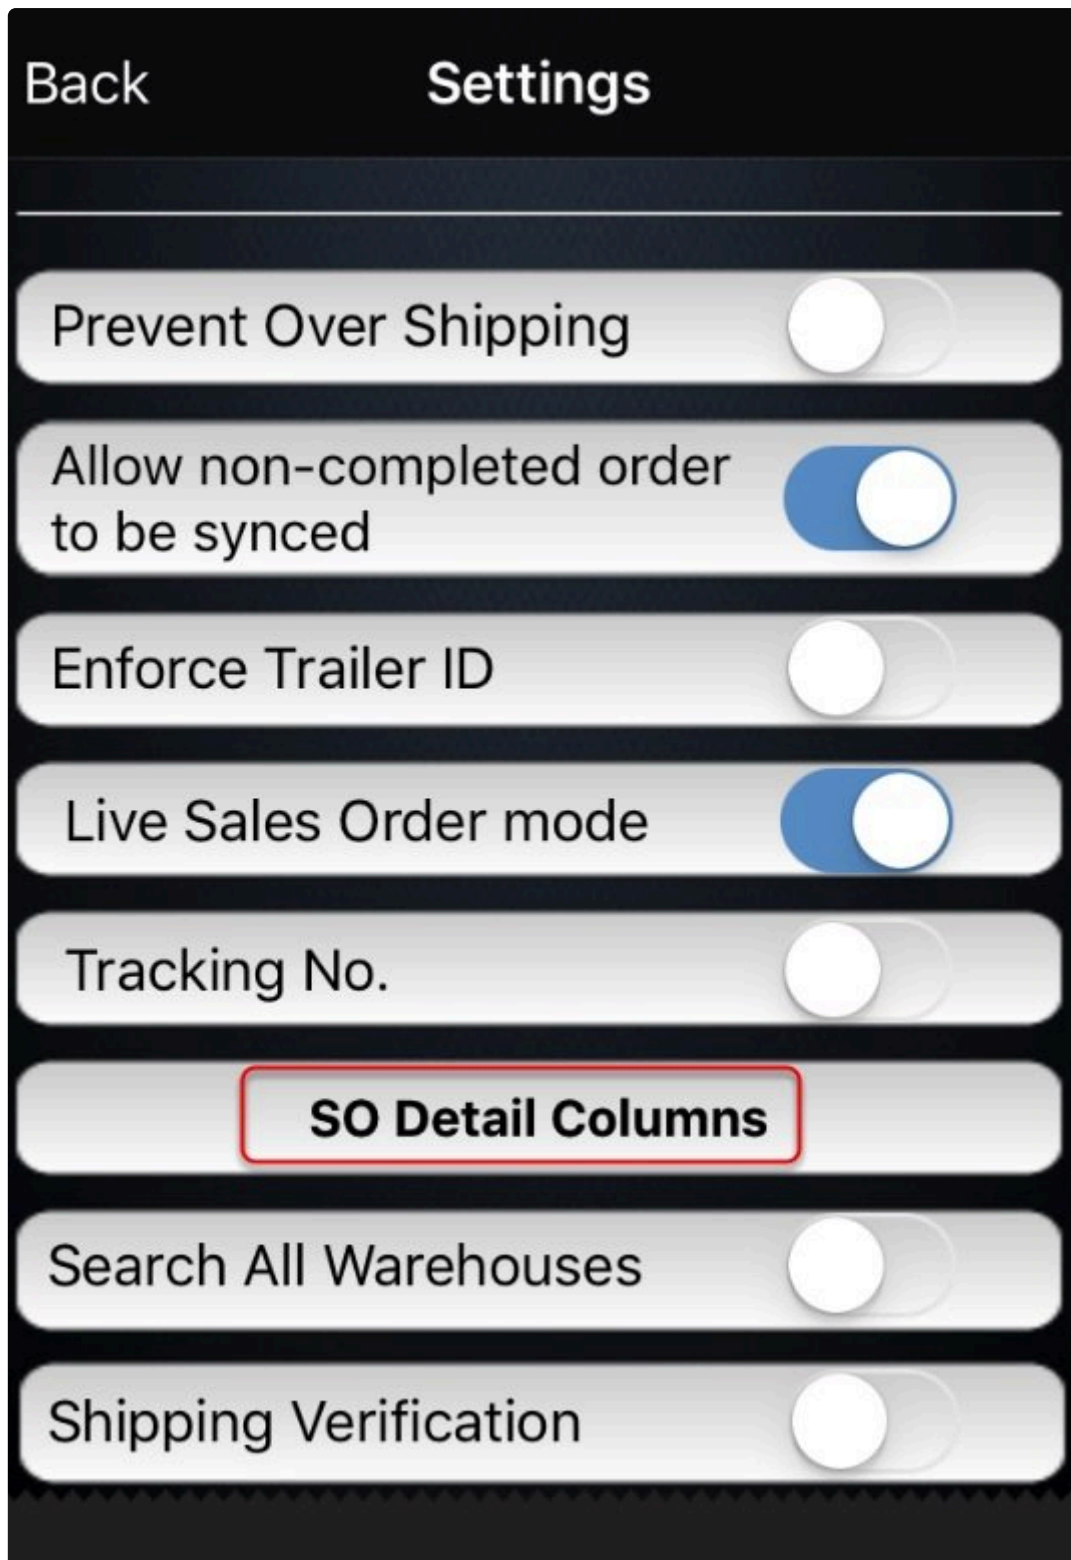 Back
Settings
Prevent Over Shipping
Allow non-completed order
to be synced
Enforce Trailer ID
Live Sales Order mode
Tracking No.
SO Detail Columns
Search All Warehouses
Shipping Verification